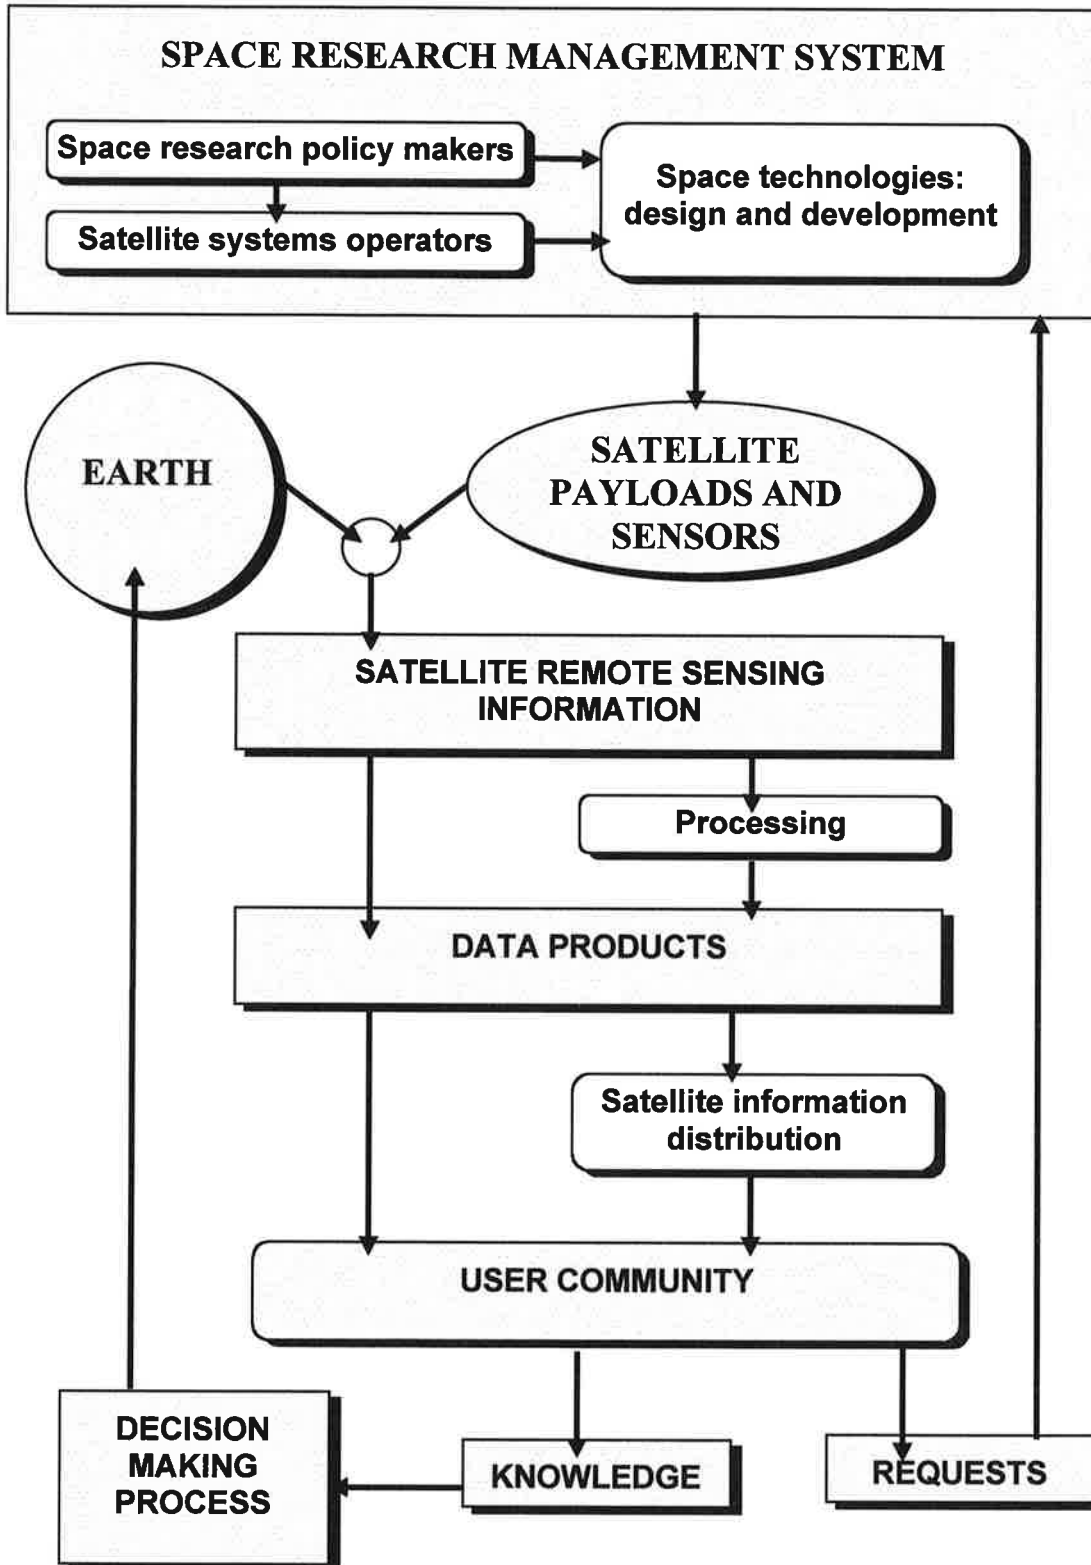 SPACE RESEARCH MANAGEMENT SYSTEM
Space research policy makers
Space technologies:
design and development
Satellite systems operators
EARTH
SATELLITE
PAYLOADS AND
SENSORS
SATELLITE REMOTE SENSING
INFORMATION
Processing
DATA PRODUCTS
Satellite information
distribution
USER COMMUNITY
DECISION
MAKING
PROCESS
KNOWLEDGE
REQUESTS